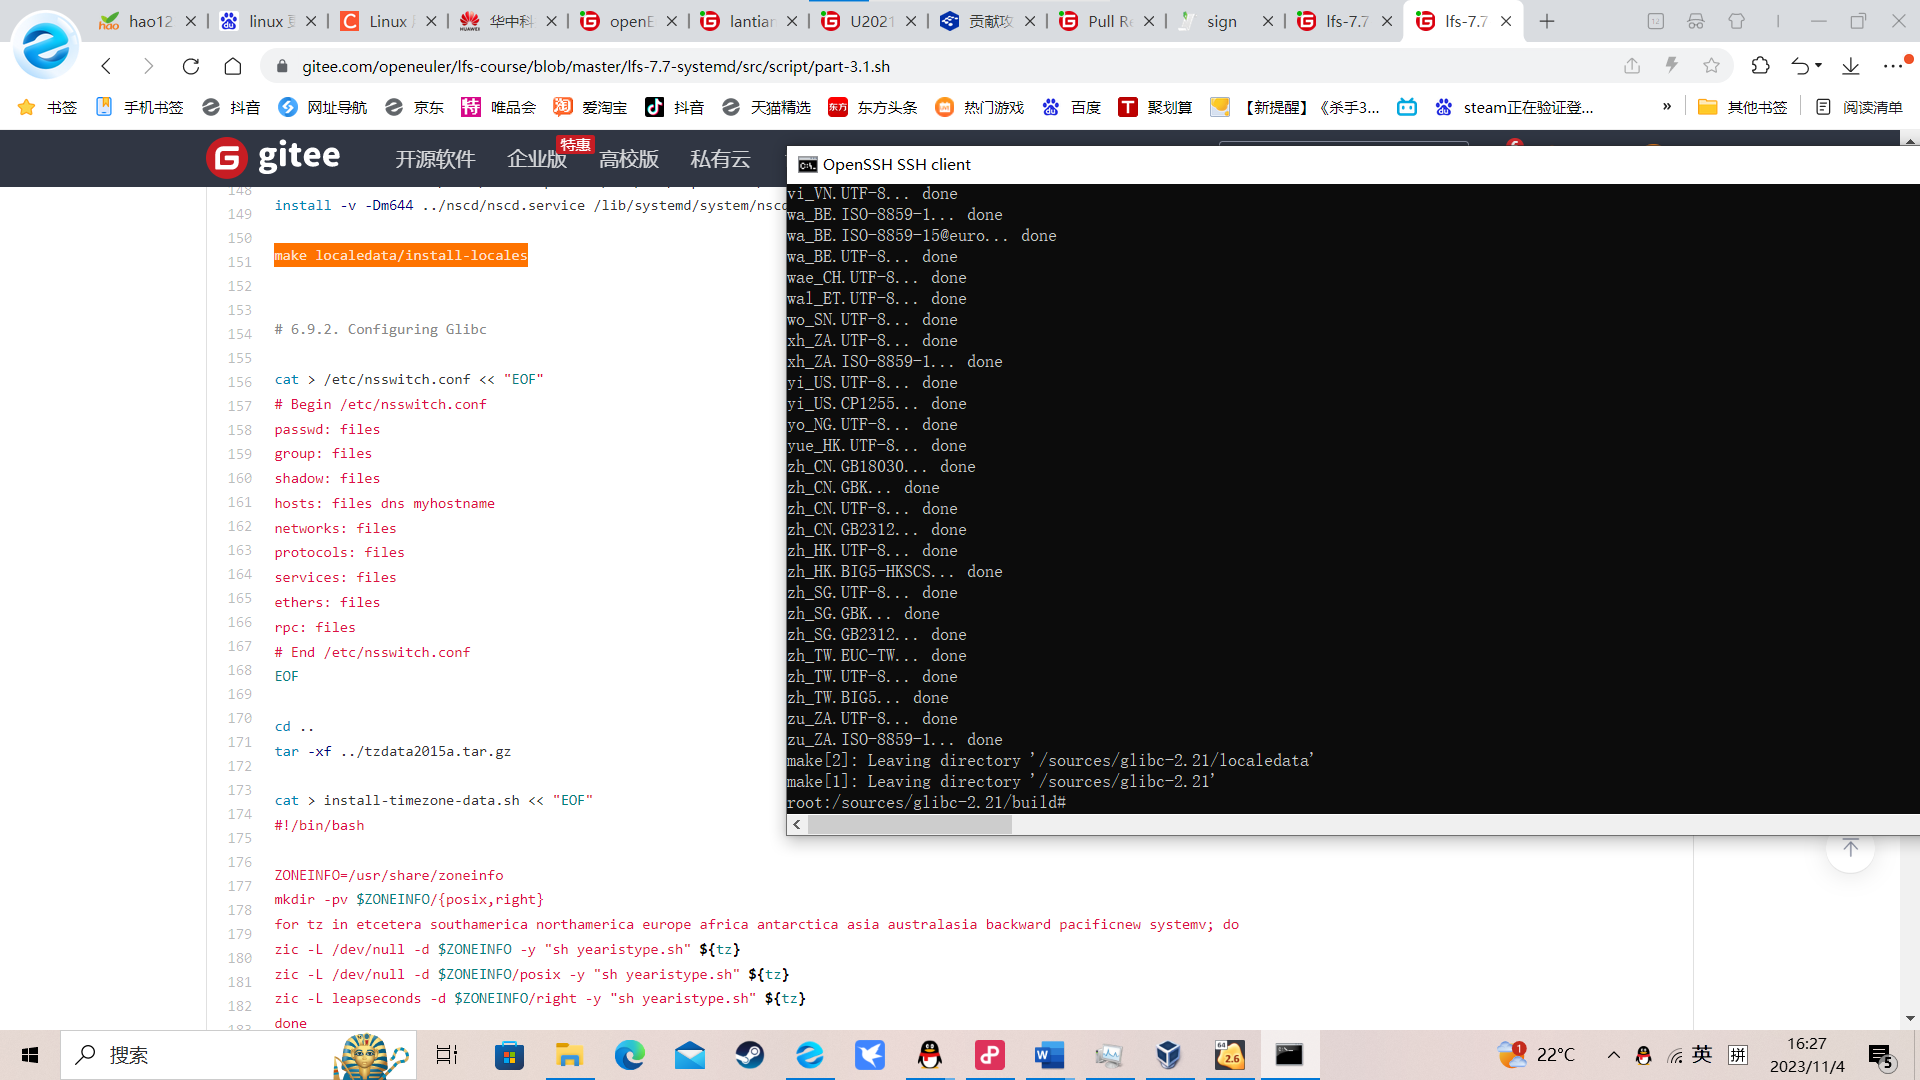 hao12
linux 更
Linux 
华中科
openE
lantian
U2021
贡献攻
Pull Re
sign
lfs-7.7
lfs-7.7
gitee.com/openeuler/lfs-course/blob/master/lfs-7.7-systemd/src/script/part-3.1.sh
书签 手机书签 抖音 网址导航 京东 唯品会 爱淘宝 抖音 天猫精选 东方头条 热门游戏 百度 聚划算 【新提醒】《杀手3... steam正在验证登... » 其他书签 阅读清单
gitee 开源软件 企业版 特惠 高校版 私有云
148
149 install -v -Dm644 ../nscd/nscd.service /lib/systemd/system/nscd
150
151 make localedata/install-locales
152
153
154 # 6.9.2. Configuring Glibc
155
156 cat > /etc/nsswitch.conf << "EOF"
157 # Begin /etc/nsswitch.conf
158 passwd: files
159 group: files
160 shadow: files
161 hosts: files dns myhostname
162 networks: files
163 protocols: files
164 services: files
165 ethers: files
166 rpc: files
167 # End /etc/nsswitch.conf
168 EOF
169
170 cd ..
171 tar -xf ../tzdata2015a.tar.gz
172
173 cat > install-timezone-data.sh << "EOF"
174 #!/bin/bash
175
176 ZONEINFO=/usr/share/zoneinfo
177 mkdir -pv $ZONEINFO/{posix,right}
178 for tz in etcetera southamerica northamerica europe africa antarctica asia australasia backward pacificnew systemv; do
179 zic -L /dev/null -d $ZONEINFO -y "sh yearistype.sh" ${tz}
180 zic -L /dev/null -d $ZONEINFO/posix -y "sh yearistype.sh" ${tz}
181 zic -L leapseconds -d $ZONEINFO/right -y "sh yearistype.sh" ${tz}
182 done
183
OpenSSH SSH client
vi_VN.UTF-8... done
wa_BE.ISO-8859-1... done
wa_BE.ISO-8859-15@euro... done
wa_BE.UTF-8... done
wae_CH.UTF-8... done
wal_ET.UTF-8... done
wo_SN.UTF-8... done
xh_ZA.UTF-8... done
xh_ZA.ISO-8859-1... done
yi_US.UTF-8... done
yi_US.CP1255... done
yo_NG.UTF-8... done
yue_HK.UTF-8... done
zh_CN.GB18030... done
zh_CN.GBK... done
zh_CN.UTF-8... done
zh_CN.GB2312... done
zh_HK.UTF-8... done
zh_HK.BIG5-HKSCS... done
zh_SG.UTF-8... done
zh_SG.GBK... done
zh_SG.GB2312... done
zh_TW.EUC-TW... done
zh_TW.UTF-8... done
zh_TW.BIG5... done
zu_ZA.UTF-8... done
zu_ZA.ISO-8859-1... done
make[2]: Leaving directory '/sources/glibc-2.21/localedata'
make[1]: Leaving directory '/sources/glibc-2.21'
root:/sources/glibc-2.21/build#
搜索
22°C
英
拼
16:27
2023/11/4
5